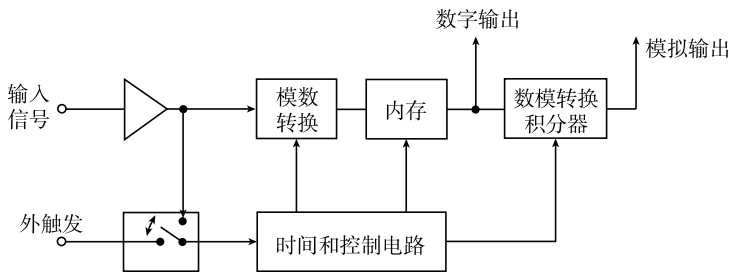 数字输出
模拟输出
输入
信号
模数
转换
内存
数模转换
积分器
外触发
时间和控制电路